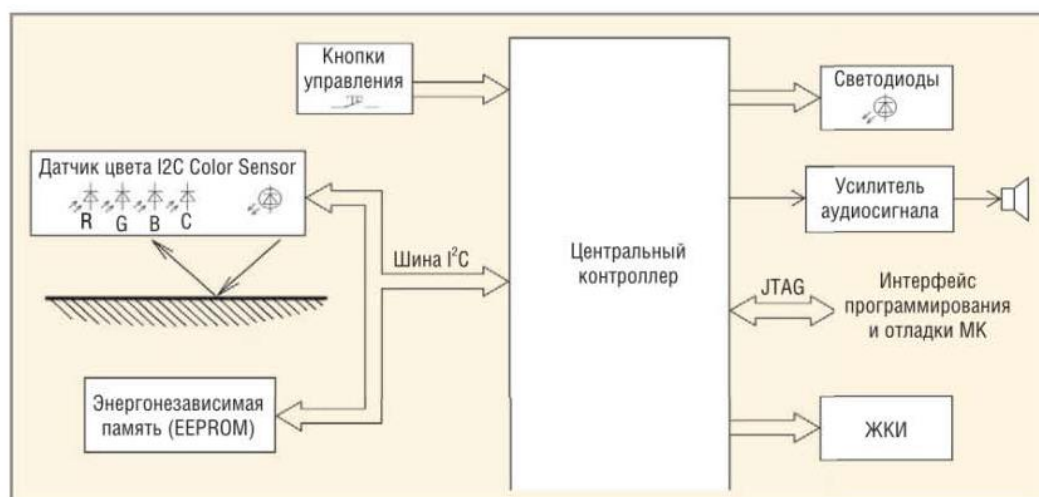 Кнопки
управления
Датчик цвета I2C Color Sensor
R G B C
Шина I²C
Энергонезависимая
память (EEPROM)
Центральный
контроллер
Светодиоды
Усилитель
аудиосигнала
JTAG
Интерфейс
программирования
и отладки МК
ЖКИ